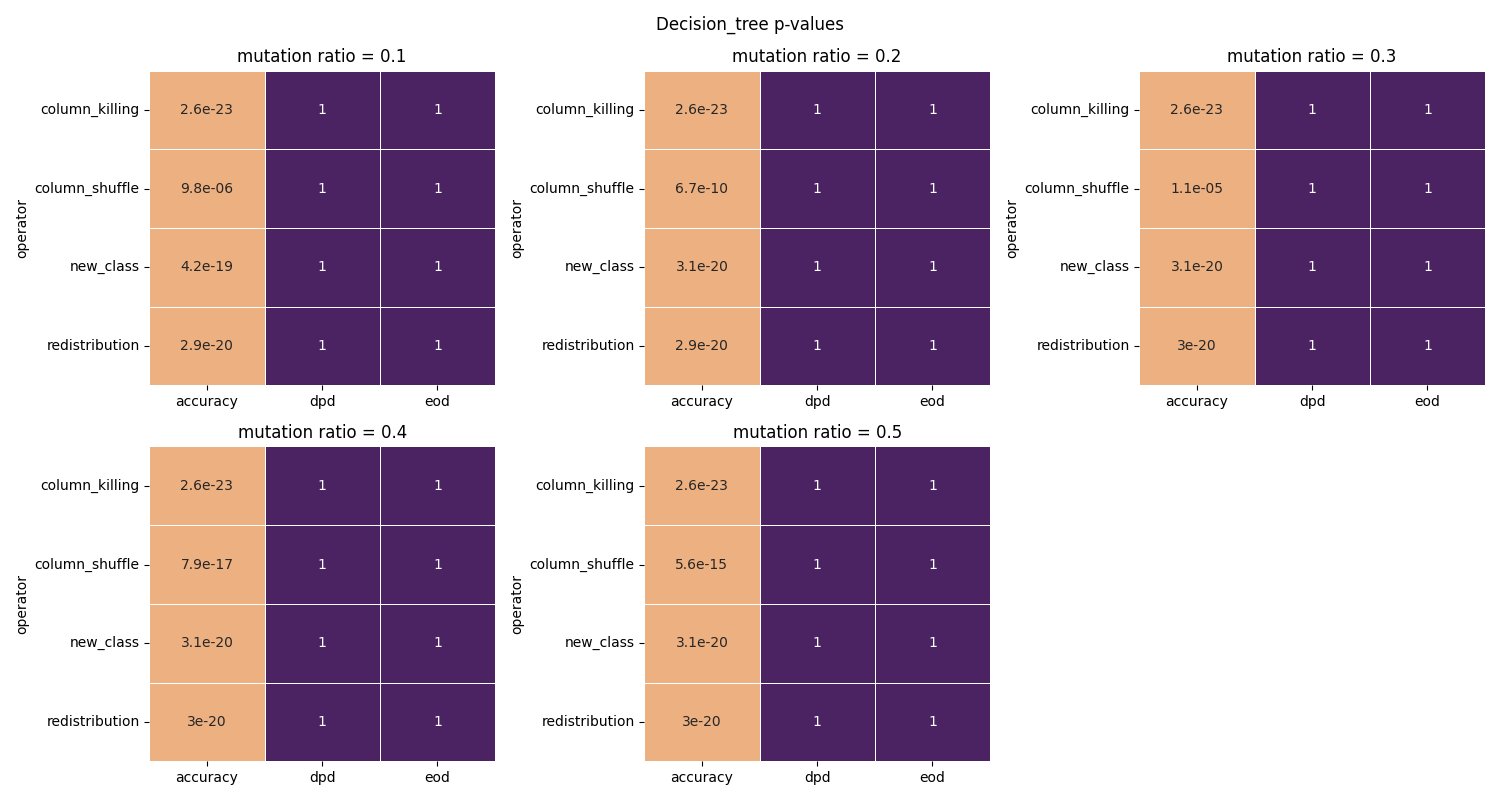 Decision_tree p-values
mutation ratio = 0.1
operator
column_killing 2.6e-23 1 1
column_shuffle 9.8e-06 1 1
new_class 4.2e-19 1 1
redistribution 2.9e-20 1 1
accuracy dpd eod
mutation ratio = 0.2
operator
column_killing 2.6e-23 1 1
column_shuffle 6.7e-10 1 1
new_class 3.1e-20 1 1
redistribution 2.9e-20 1 1
accuracy dpd eod
mutation ratio = 0.3
operator
column_killing 2.6e-23 1 1
column_shuffle 1.1e-05 1 1
new_class 3.1e-20 1 1
redistribution 3e-20 1 1
accuracy dpd eod
mutation ratio = 0.4
operator
column_killing 2.6e-23 1 1
column_shuffle 7.9e-17 1 1
new_class 3.1e-20 1 1
redistribution 3e-20 1 1
accuracy dpd eod
mutation ratio = 0.5
operator
column_killing 2.6e-23 1 1
column_shuffle 5.6e-15 1 1
new_class 3.1e-20 1 1
redistribution 3e-20 1 1
accuracy dpd eod